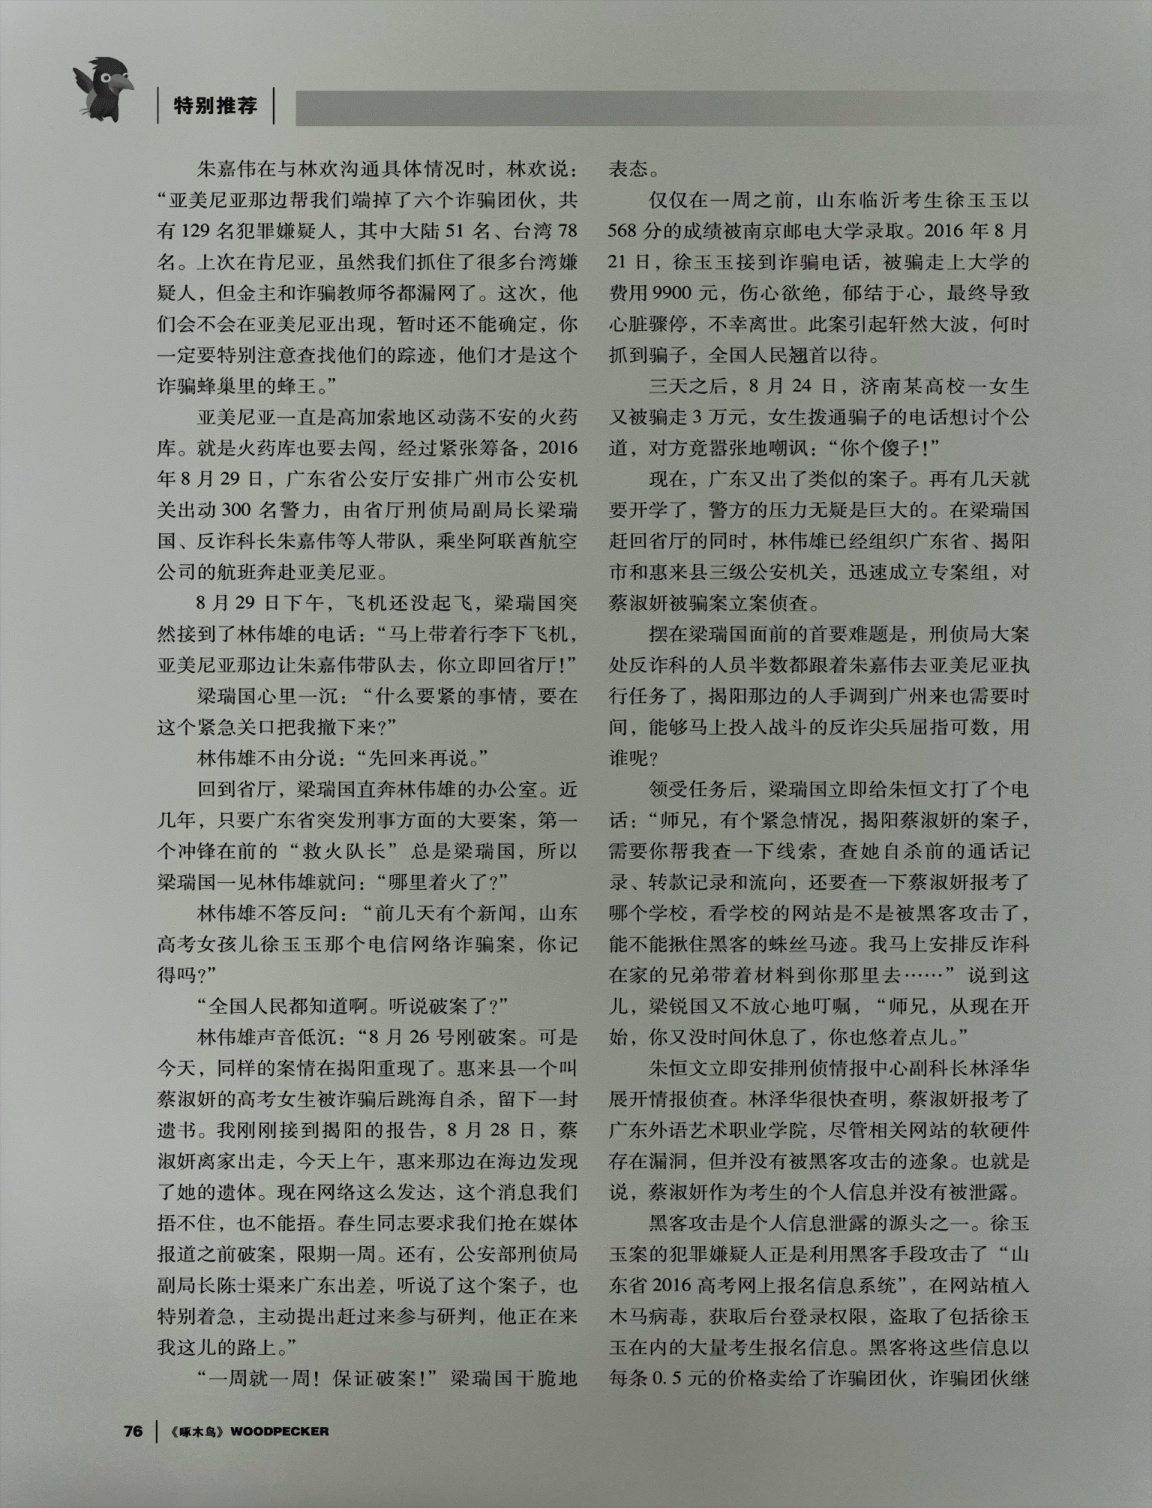 特别推荐
朱嘉伟在与林欢沟通具体情况时，林欢说：
“亚美尼亚那边帮我们端掉了六个诈骗团伙，共
有 129 名犯罪嫌疑人，其中大陆 51 名、台湾 78
名。上次在肯尼亚，虽然我们抓住了很多台湾嫌
疑人，但金主和诈骗教师爷都漏网了。这次，他
们会不会在亚美尼亚出现，暂时还不能确定，你
一定要特别注意查找他们的踪迹，他们才是这个
诈骗蜂巢里的蜂王。”
亚美尼亚一直是高加索地区动荡不安的火药
库。就是火药库也要去闯，经过紧张筹备，2016
年 8 月 29 日，广东省公安厅安排广州市公安机
关出动 300 名警力，由省厅刑侦局副局长梁瑞
国、反诈科长朱嘉伟等人带队，乘坐阿联酋航空
公司的航班奔赴亚美尼亚。
8 月 29 日下午，飞机还没起飞，梁瑞国突
然接到了林伟雄的电话：“马上带着行李下飞机，
亚美尼亚那边让朱嘉伟带队去，你立即回省厅！”
梁瑞国心里一沉：“什么要紧的事情，要在
这个紧急关口把我撤下来?”
林伟雄不由分说：“先回来再说。”
回到省厅，梁瑞国直奔林伟雄的办公室。近
几年，只要广东省突发刑事方面的大要案，第一
个冲锋在前的“救火队长”总是梁瑞国，所以
梁瑞国一见林伟雄就问：“哪里着火了?”
林伟雄不答反问：“前几天有个新闻，山东
高考女孩儿徐玉玉那个电信网络诈骗案，你记
得吗?”
“全国人民都知道啊。听说破案了?”
林伟雄声音低沉：“8 月 26 号刚破案。可是
今天，同样的案情在揭阳重现了。惠来县一个叫
蔡淑妍的高考女生被诈骗后跳海自杀，留下一封
遗书。我刚刚接到揭阳的报告，8 月 28 日，蔡
淑妍离家出走，今天上午，惠来那边在海边发现
了她的遗体。现在网络这么发达，这个消息我们
捂不住，也不能捂。春生同志要求我们抢在媒体
报道之前破案，限期一周。还有，公安部刑侦局
副局长陈士渠来广东出差，听说了这个案子，也
特别着急，主动提出赶过来参与研判，他正在来
我这儿的路上。”
“一周就一周！保证破案！”梁瑞国干脆地
表态。
仅仅在一周之前，山东临沂考生徐玉玉以
568 分的成绩被南京邮电大学录取。2016 年 8 月
21 日，徐玉玉接到诈骗电话，被骗走上大学的
费用 9900 元，伤心欲绝，郁结于心，最终导致
心脏骤停，不幸离世。此案引起轩然大波，何时
抓到骗子，全国人民翘首以待。
三天之后，8 月 24 日，济南某高校一女生
又被骗走 3 万元，女生拨通骗子的电话想讨个公
道，对方竟嚣张地嘲讽：“你个傻子！”
现在，广东又出了类似的案子。再有几天就
要开学了，警方的压力无疑是巨大的。在梁瑞国
赶回省厅的同时，林伟雄已经组织广东省、揭阳
市和惠来县三级公安机关，迅速成立专案组，对
蔡淑妍被骗案立案侦查。
摆在梁瑞国面前的首要难题是，刑侦局大案
处反诈科的人员半数都跟着朱嘉伟去亚美尼亚执
行任务了，揭阳那边的人手调到广州来也需要时
间，能够马上投入战斗的反诈尖兵屈指可数，用
谁呢?
领受任务后，梁瑞国立即给朱恒文打了个电
话：“师兄，有个紧急情况，揭阳蔡淑妍的案子，
需要你帮我查一下线索，查她自杀前的通话记
录、转款记录和流向，还要查一下蔡淑妍报考了
哪个学校，看学校的网站是不是被黑客攻击了，
能不能揪住黑客的蛛丝马迹。我马上安排反诈科
在家的兄弟带着材料到你那里去……”说到这
儿，梁锐国又不放心地叮嘱，“师兄，从现在开
始，你又没时间休息了，你也悠着点儿。”
朱恒文立即安排刑侦情报中心副科长林泽华
展开情报侦查。林泽华很快查明，蔡淑妍报考了
广东外语艺术职业学院，尽管相关网站的软硬件
存在漏洞，但并没有被黑客攻击的迹象。也就是
说，蔡淑妍作为考生的个人信息并没有被泄露。
黑客攻击是个人信息泄露的源头之一。徐玉
玉案的犯罪嫌疑人正是利用黑客手段攻击了“山
东省 2016 高考网上报名信息系统”，在网站植入
木马病毒，获取后台登录权限，盗取了包括徐玉
玉在内的大量考生报名信息。黑客将这些信息以
每条 0. 5 元的价格卖给了诈骗团伙，诈骗团伙继
76 《啄木鸟》WOODPECKER